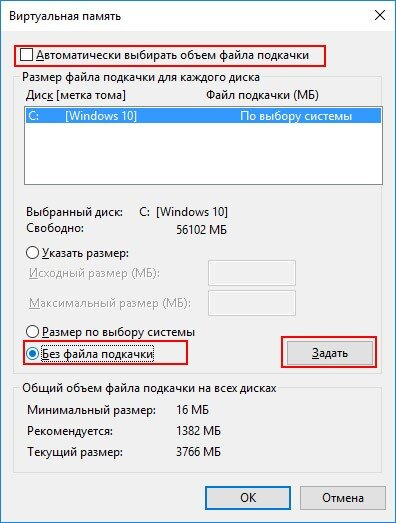 Виртуальная память
Автоматически выбирать объем файла подкачки
Размер файла подкачки для каждого диска
Диск [метка тома] Файл подкачки (МБ)
C: [Windows 10] По выбору системы
Выбранный диск: C: [Windows 10]
Свободно: 56102 МБ
Указать размер:
Исходный размер (МБ):
Максимальный размер (МБ):
Размер по выбору системы
Без файла подкачки
Задать
Общий объем файла подкачки на всех дисках
Минимальный размер: 16 МБ
Рекомендуется: 1382 МБ
Текущий размер: 3766 МБ
ОК Отмена